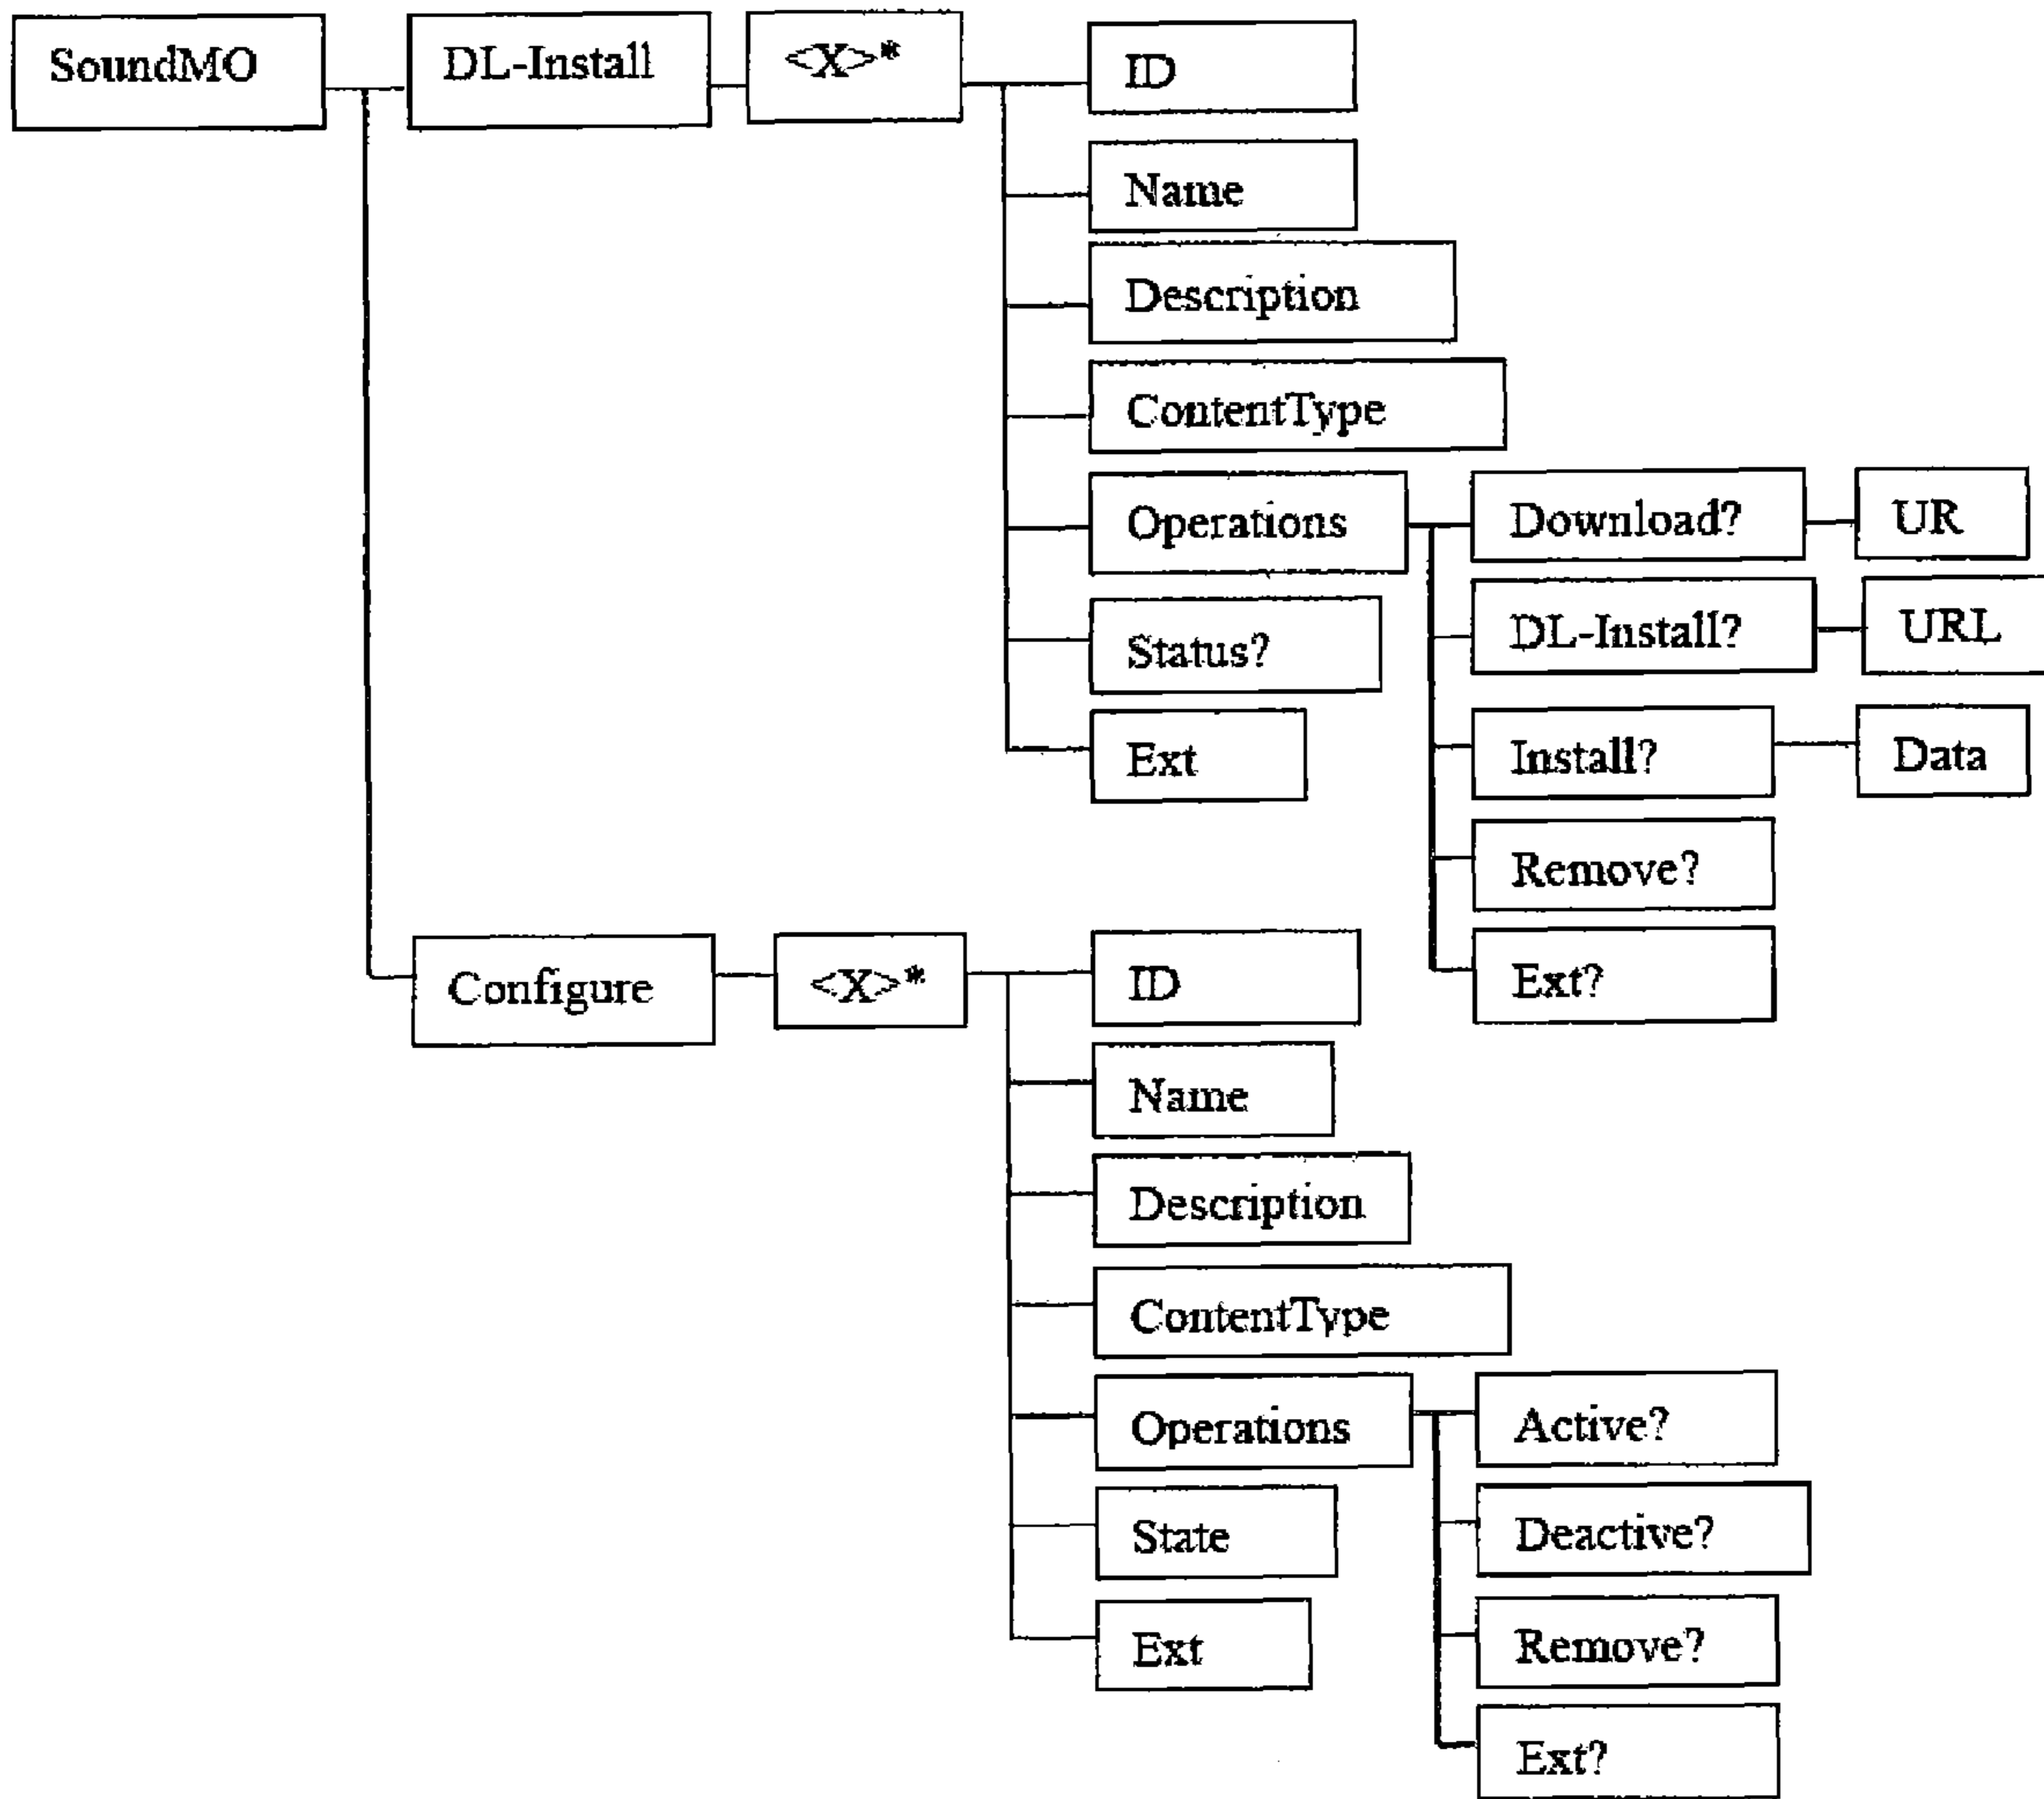 SoundMO
DL-Install
<X>*
ID
Name
Description
ContentType
Operations
Download?
UR
DL-Install?
URL
Install?
Data
Remove?
Ext?
Status?
Ext
Configure
<X>*
ID
Name
Description
ContentType
Operations
Active?
Deactive?
Remove?
Ext?
State
Ext